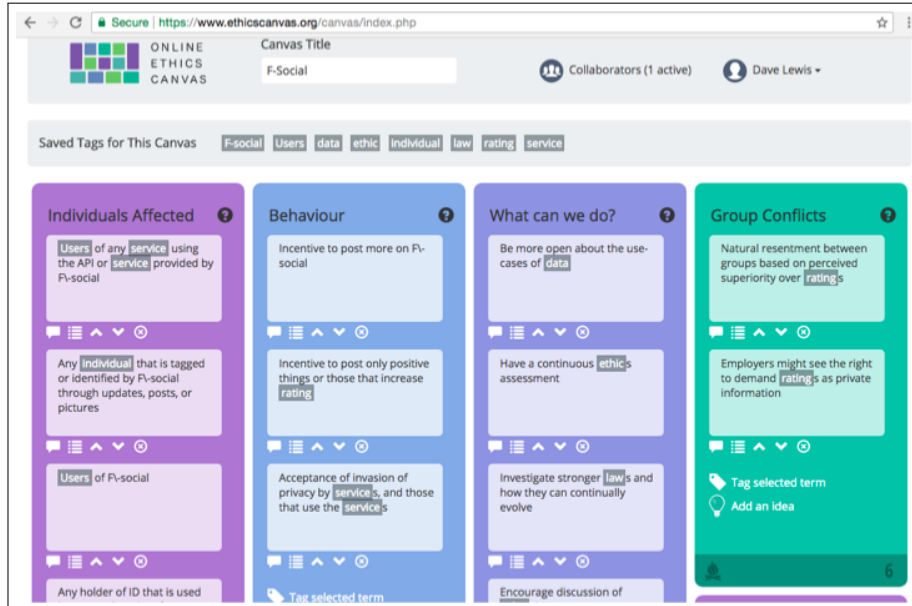 Secure | https://www.ethicscanvas.org/canvas/index.php
ONLINE
ETHICS
CANVAS
Canvas Title
F-Social
Collaborators (1 active)
Dave Lewis
Saved Tags for This Canvas
F-social Users data ethic individual law rating service
Individuals Affected ?
Users of any service using
the API or service provided by
F\-social
Any individual that is tagged
or identified by F\-social
through updates, posts, or
pictures
Users of F\-social
Any holder of ID that is used
Behaviour ?
Incentive to post more on F\-
social
Incentive to post only positive
things or those that increase
rating
Acceptance of invasion of
privacy by services, and those
that use the services
Tag selected term
What can we do? ?
Be more open about the use-
cases of data
Have a continuous ethics
assessment
Investigate stronger laws and
how they can continually
evolve
Encourage discussion of
Group Conflicts ?
Natural resentment between
groups based on perceived
superiority over ratings
Employers might see the right
to demand ratings as private
information
Tag selected term
Add an idea
6